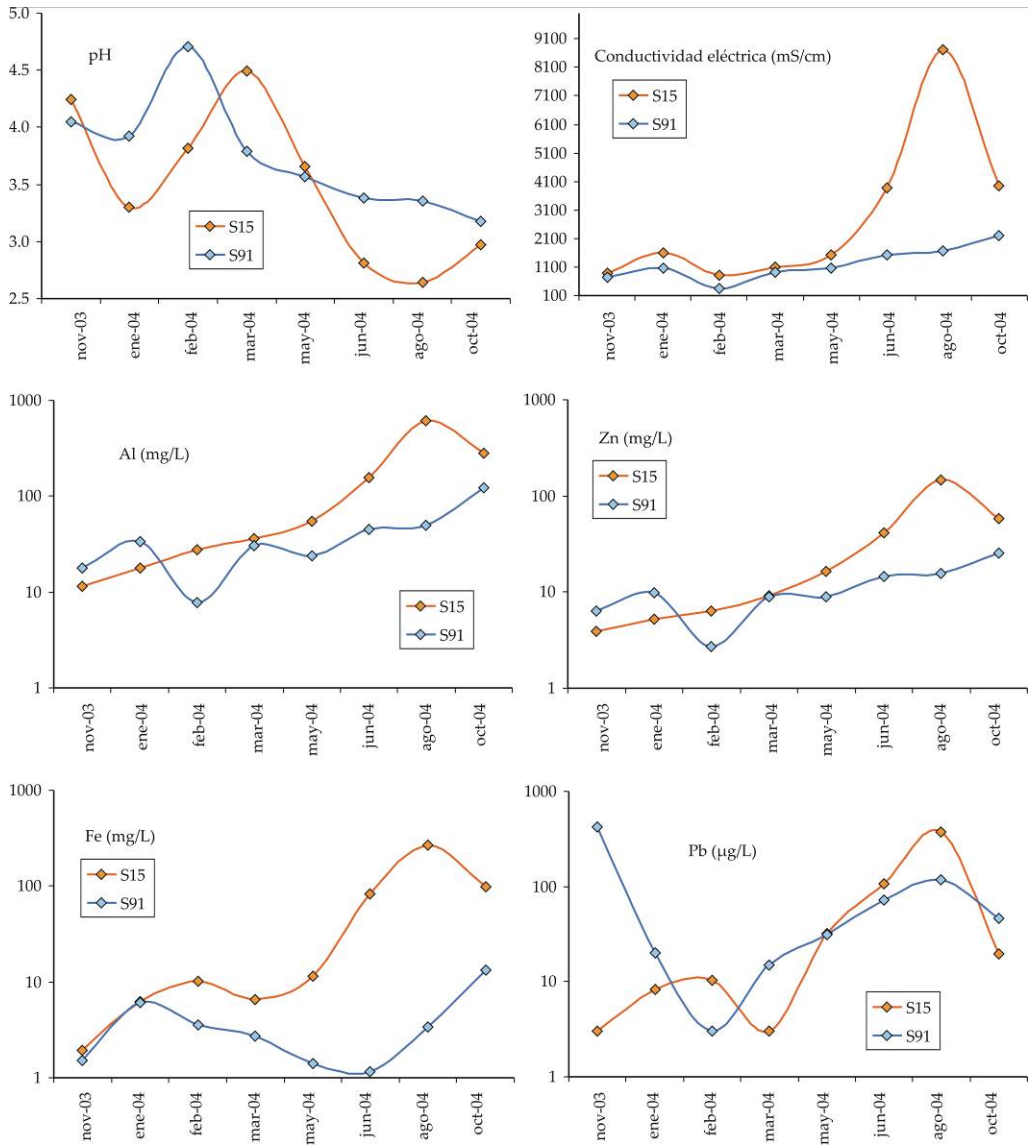 pH
5.0
4.5
4.0
3.5
3.0
2.5
S15
S91
nov-03
ene-04
feb-04
mar-04
may-04
jun-04
ago-04
oct-04
Conductividad eléctrica (mS/cm)
9100
8100
7100
6100
5100
4100
3100
2100
1100
100
S15
S91
nov-03
ene-04
feb-04
mar-04
may-04
jun-04
ago-04
oct-04
Al (mg/L)
1000
100
10
1
S15
S91
nov-03
ene-04
feb-04
mar-04
may-04
jun-04
ago-04
oct-04
Zn (mg/L)
1000
100
10
1
S15
S91
nov-03
ene-04
feb-04
mar-04
may-04
jun-04
ago-04
oct-04
Fe (mg/L)
1000
100
10
1
S15
S91
nov-03
ene-04
feb-04
mar-04
may-04
jun-04
ago-04
oct-04
Pb (µg/L)
1000
100
10
1
S15
S91
nov-03
ene-04
feb-04
mar-04
may-04
jun-04
ago-04
oct-04